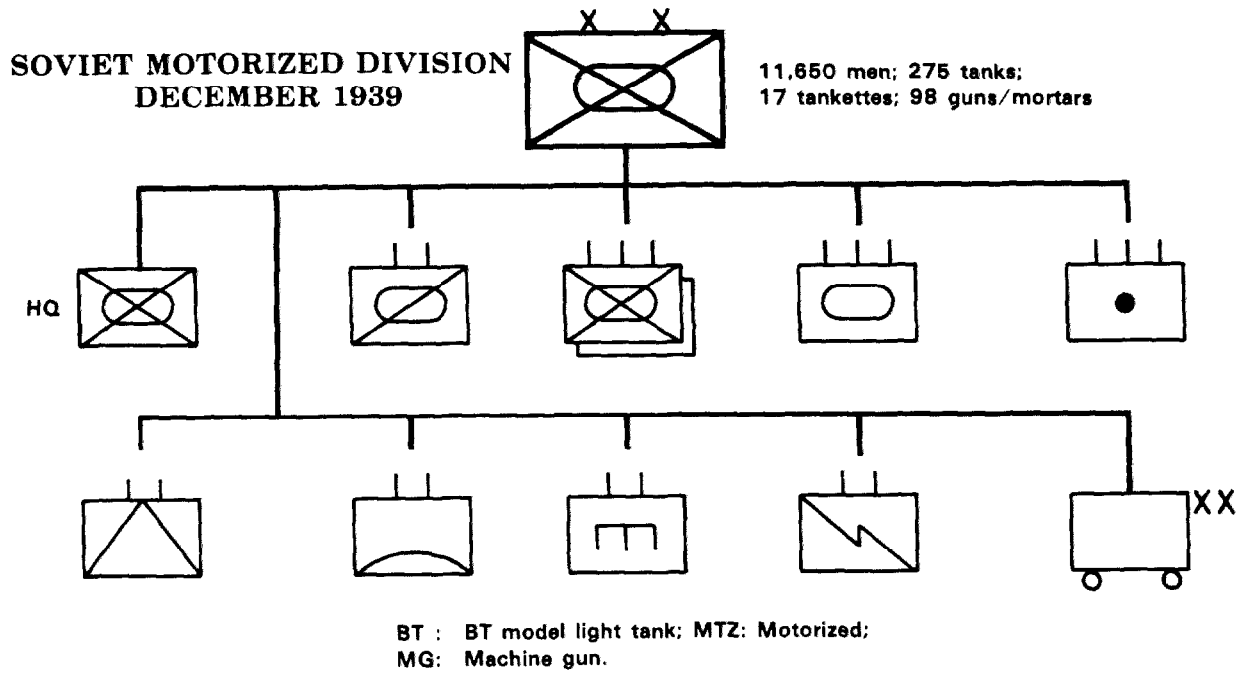 X X
SOVIET MOTORIZED DIVISION
DECEMBER 1939
11,650 men; 275 tanks;
17 tankettes; 98 guns/mortars
HQ
XX
BT : BT model light tank; MTZ: Motorized;
MG: Machine gun.